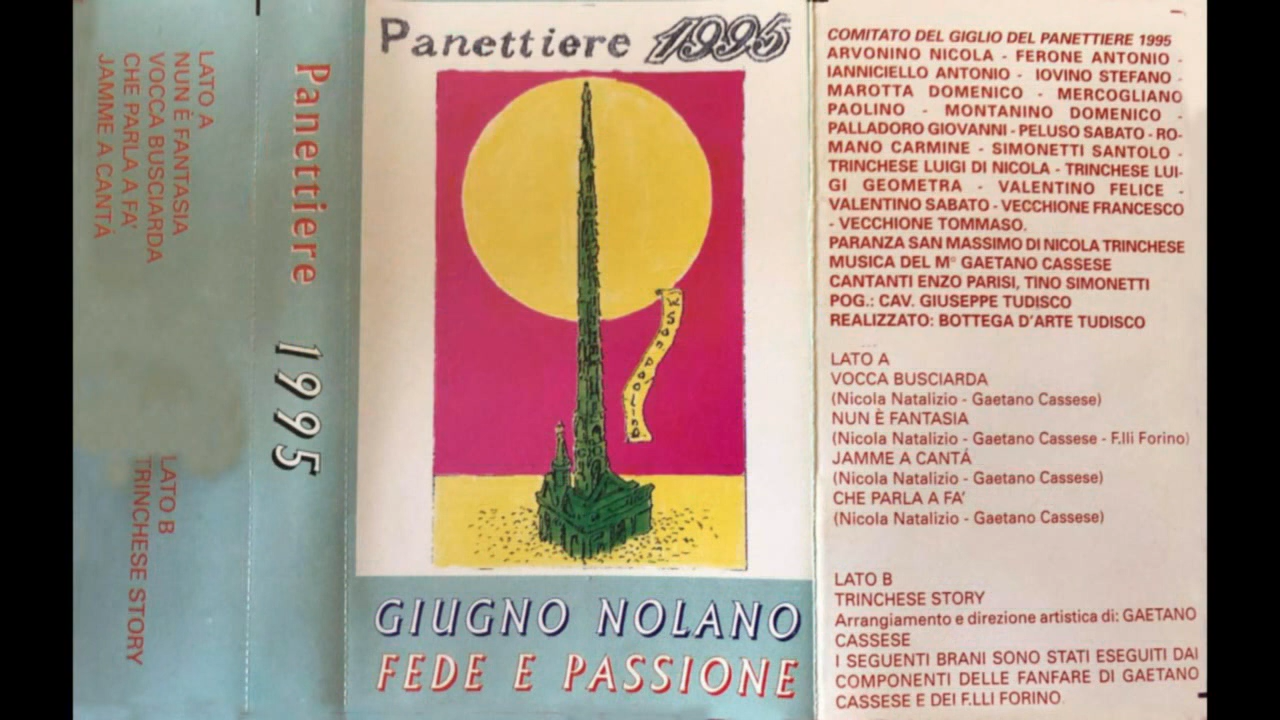 LATO A
NUN È FANTASIA
VOCCA BUSCIARDA
CHE PARLA A FA'
JAMME A CANTÁ
LATO B
TRINCHESE STORY
Panettiere 1995
Panettiere 1995
W San Paolino
GIUGNO NOLANO
FEDE E PASSIONE
COMITATO DEL GIGLIO DEL PANETTIERE 1995
ARVONINO NICOLA - FERONE ANTONIO -
IANNICIELLO ANTONIO - IOVINO STEFANO -
MAROTTA DOMENICO - MERCOGLIANO
PAOLINO - MONTANINO DOMENICO -
PALLADORO GIOVANNI - PELUSO SABATO - RO-
MANO CARMINE - SIMONETTI SANTOLO -
TRINCHESE LUIGI DI NICOLA - TRINCHESE LUI-
GI GEOMETRA - VALENTINO FELICE -
VALENTINO SABATO - VECCHIONE FRANCESCO
- VECCHIONE TOMMASO.
PARANZA SAN MASSIMO DI NICOLA TRINCHESE
MUSICA DEL M° GAETANO CASSESE
CANTANTI ENZO PARISI, TINO SIMONETTI
POG.: CAV. GIUSEPPE TUDISCO
REALIZZATO: BOTTEGA D'ARTE TUDISCO
LATO A
VOCCA BUSCIARDA
(Nicola Natalizio - Gaetano Cassese)
NUN È FANTASIA
(Nicola Natalizio - Gaetano Cassese - F.lli Forino)
JAMME A CANTÁ
(Nicola Natalizio - Gaetano Cassese)
CHE PARLA A FA'
(Nicola Natalizio - Gaetano Cassese)
LATO B
TRINCHESE STORY
Arrangiamento e direzione artistica di: GAETANO
CASSESE
I SEGUENTI BRANI SONO STATI ESEGUITI DAI
COMPONENTI DELLE FANFARE DI GAETANO
CASSESE E DEI F.LLI FORINO.